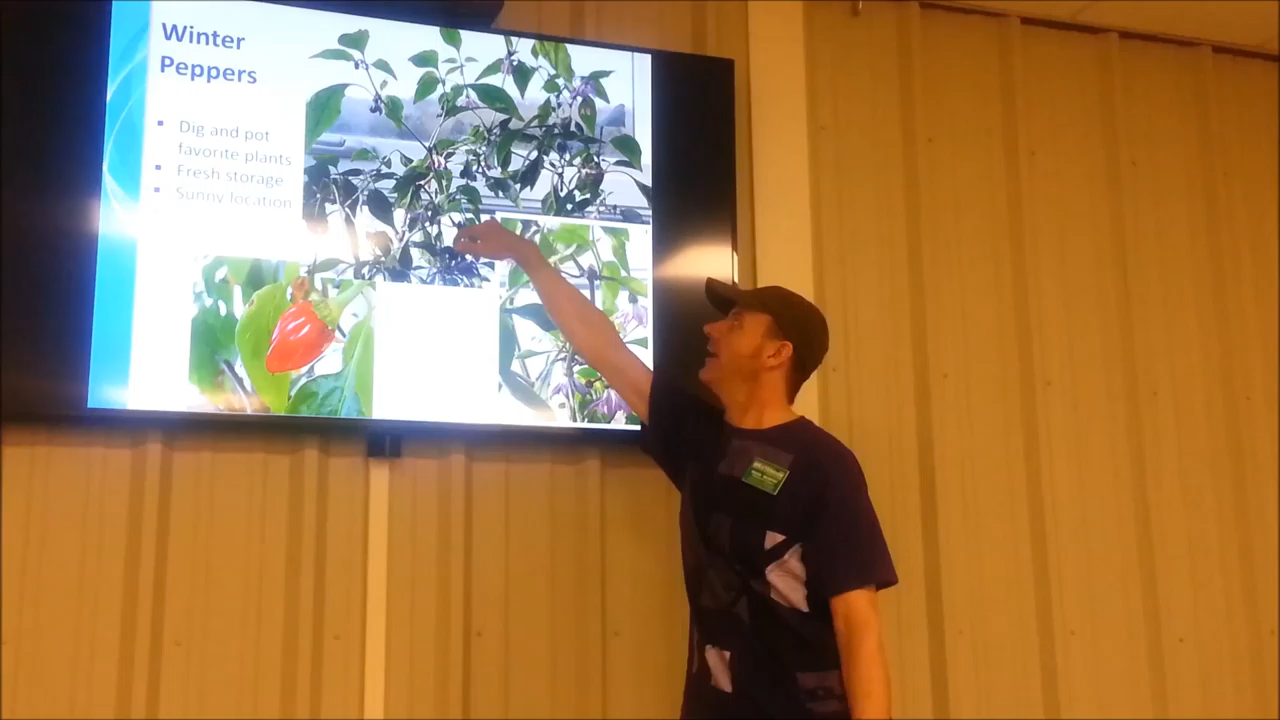 Winter
Peppers
▪ Dig and pot
favorite plants
▪ Fresh storage
▪ Sunny location